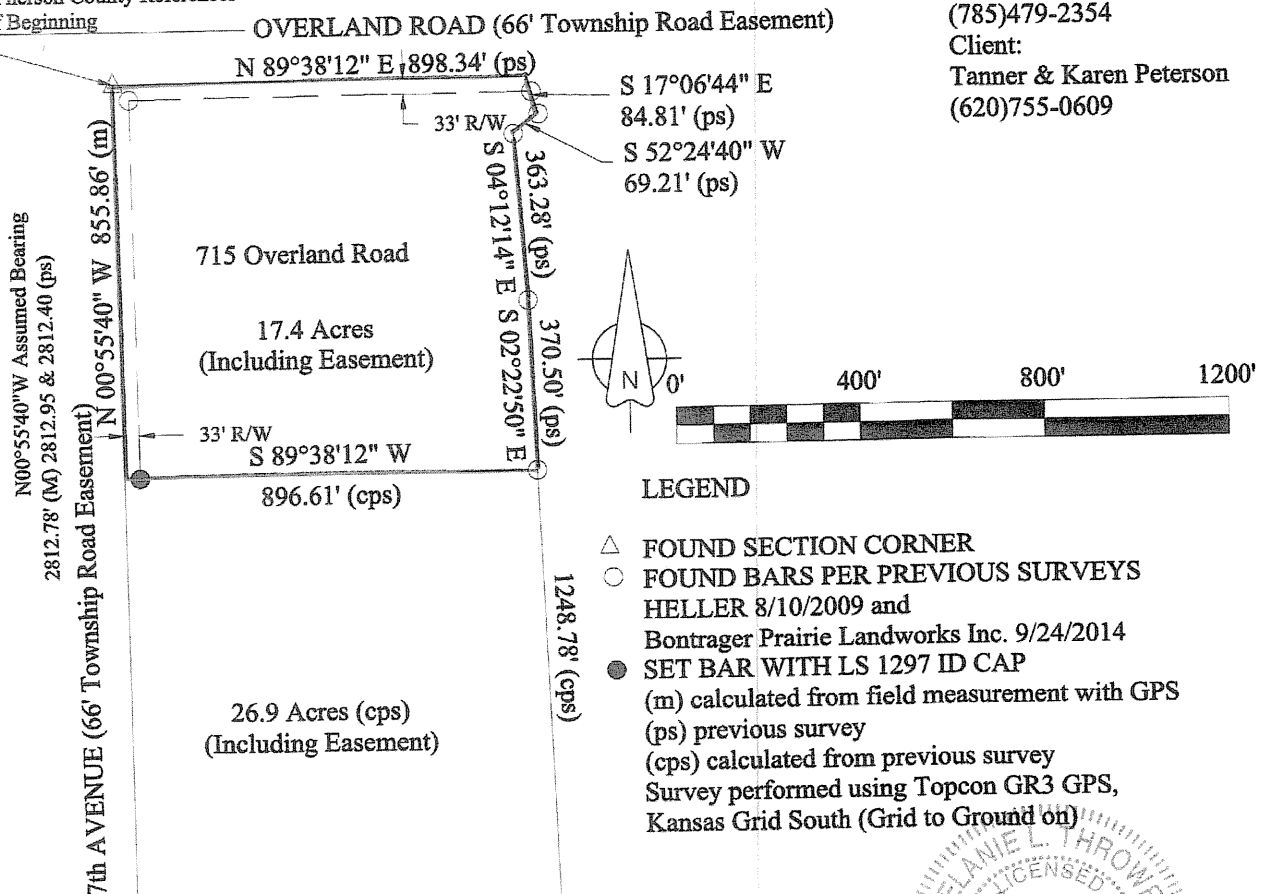 f Beginning
OVERLAND ROAD (66' Township Road Easement)
N 89°38'12" E 898.34' (ps)
33' R/W
S 17°06'44" E
84.81' (ps)
S 52°24'40" W
69.21' (ps)
(785)479-2354
Client:
Tanner & Karen Peterson
(620)755-0609
N00°55'40"W Assumed Bearing
2812.78' (M) 2812.95 & 2812.40 (ps)
7th AVENUE (66' Township Road Easement)
N 00°55'40" W 855.86' (m)
715 Overland Road
17.4 Acres
(Including Easement)
S 04°12'14" E
363.28' (ps)
S 02°22'50" E
370.50' (ps)
33' R/W
S 89°38'12" W
896.61' (cps)
1248.78' (cps)
26.9 Acres (cps)
(Including Easement)
N
0' 400' 800' 1200'
LEGEND
FOUND SECTION CORNER
FOUND BARS PER PREVIOUS SURVEYS
HELLER 8/10/2009 and
Bontrager Prairie Landworks Inc. 9/24/2014
SET BAR WITH LS 1297 ID CAP
(m) calculated from field measurement with GPS
(ps) previous survey
(cps) calculated from previous survey
Survey performed using Topcon GR3 GPS,
Kansas Grid South (Grid to Ground on)
ELANIE L. THROW
LICENSED